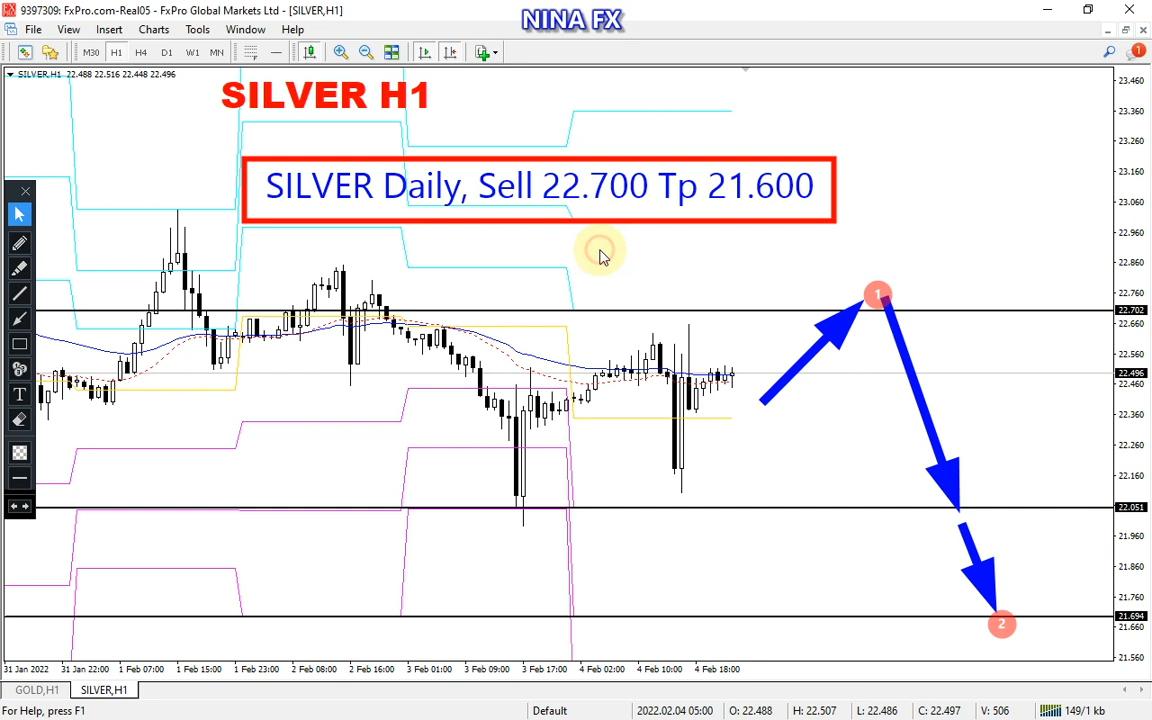 9397309: FxPro.com-Real05 - FxPro Global Markets Ltd - [SILVER,H1]
NINA FX
File View Insert Charts Tools Window Help
1
M30 H1 H4 D1 W1 MN
SILVER,H1 22.488 22.516 22.448 22.496
SILVER H1
SILVER Daily, Sell 22.700 Tp 21.600
T
1
2
23.460
23.360
23.260
23.160
23.060
22.960
22.860
22.760
22.702
22.660
22.560
22.496
22.460
22.360
22.260
22.160
22.051
21.960
21.860
21.760
21.694
21.660
21.560
31 Jan 2022 31 Jan 22:00 1 Feb 07:00 1 Feb 15:00 1 Feb 23:00 2 Feb 08:00 2 Feb 16:00 3 Feb 01:00 3 Feb 09:00 3 Feb 17:00 4 Feb 02:00 4 Feb 10:00 4 Feb 18:00
GOLD,H1 SILVER,H1
For Help, press F1 Default 2022.02.04 05:00 O: 22.488 H: 22.507 L: 22.486 C: 22.497 V: 506 149/1 kb